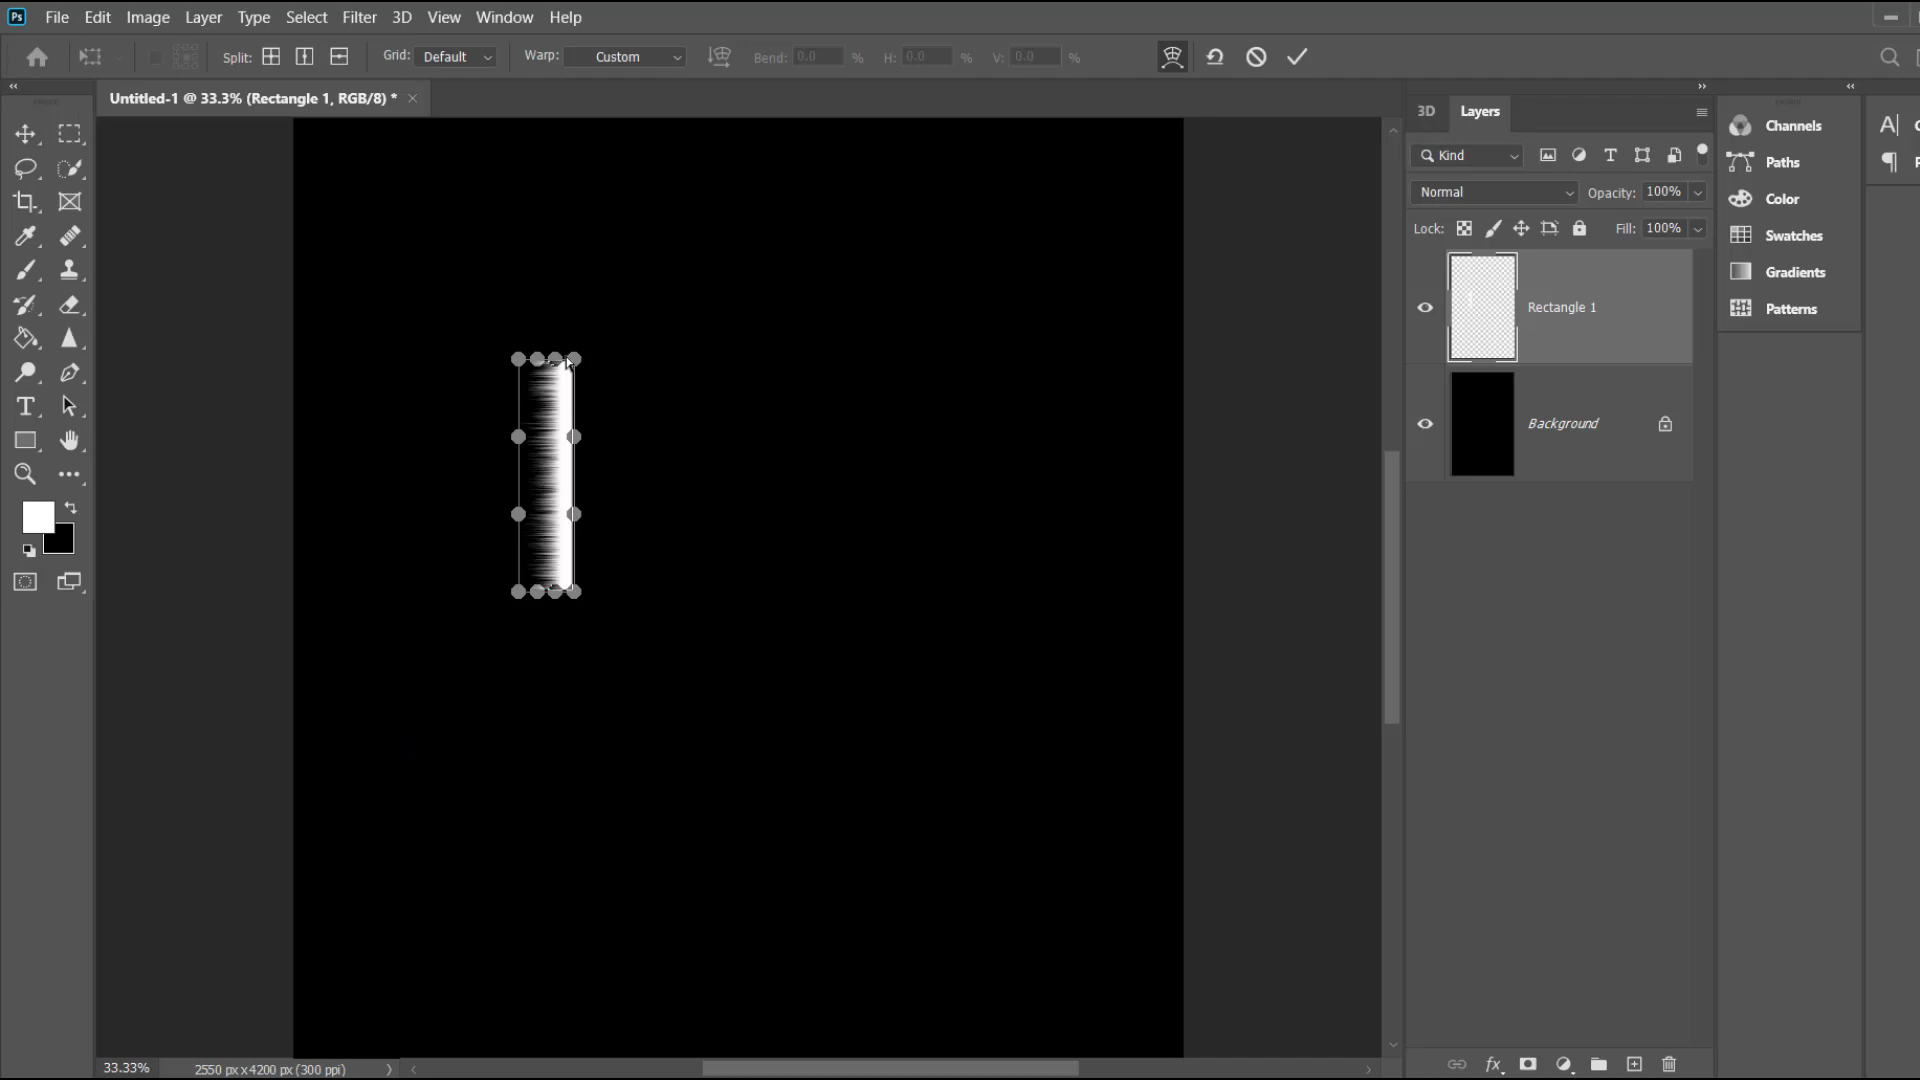 Ps File Edit Image Layer Type Select Filter 3D View Window Help
Split: Grid: Default Warp: Custom Bend: 0.0 % H: 0.0 % V: 0.0 %
Untitled-1 @ 33.3% (Rectangle 1, RGB/8) *
3D Layers
Kind
Normal Opacity: 100%
Lock: Fill: 100%
Rectangle 1
Background
Channels
Paths
Color
Swatches
Gradients
Patterns
33.33% 2550 px x 4200 px (300 ppi)